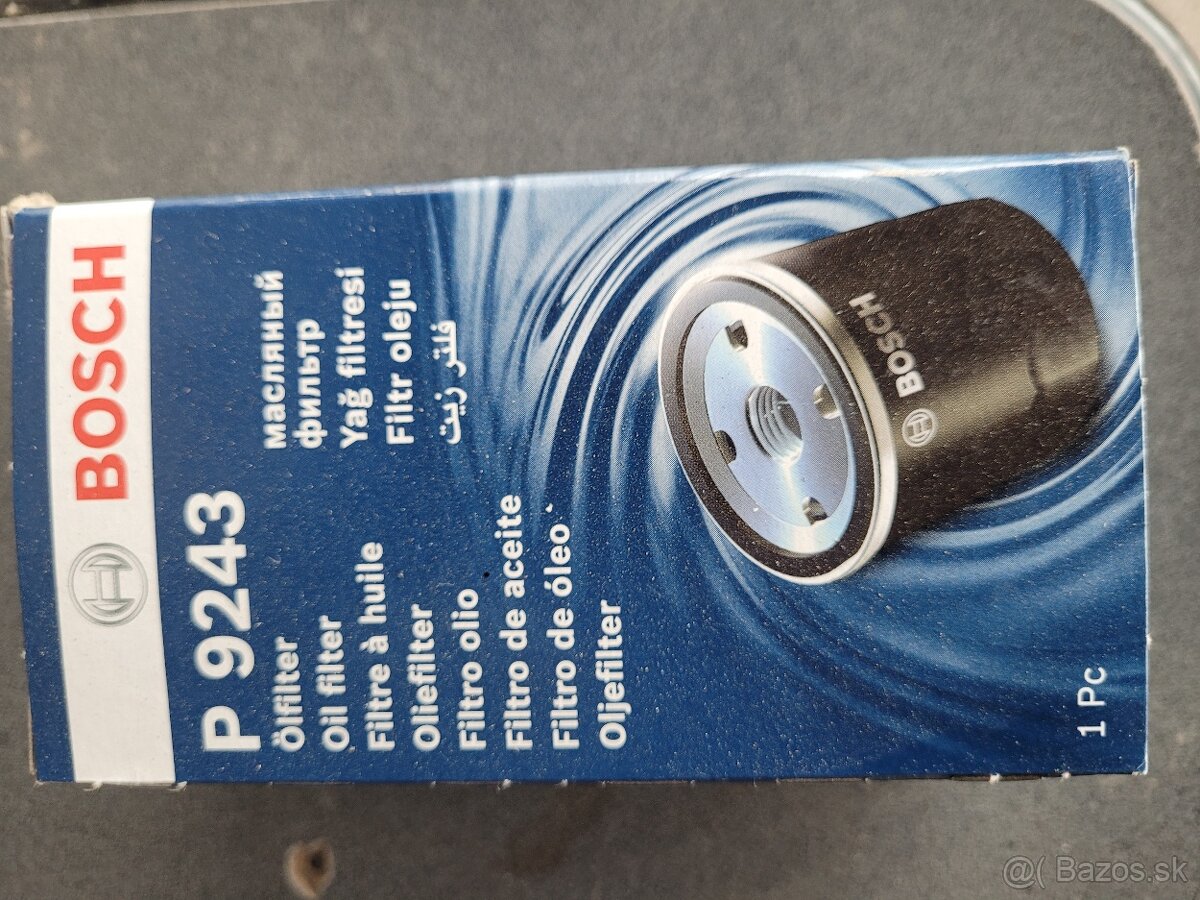 BOSCH
P 9243
Ölfilter
Oil filter
Filtre à huile
Oliefilter
Filtro olio
Filtro de aceite
Filtro de óleo
Oljefilter
масляный
фильтр
Yağ filtresi
Filtr oleju
فلتر زيت
BOSCH
1 Pc
@( Bazos.sk